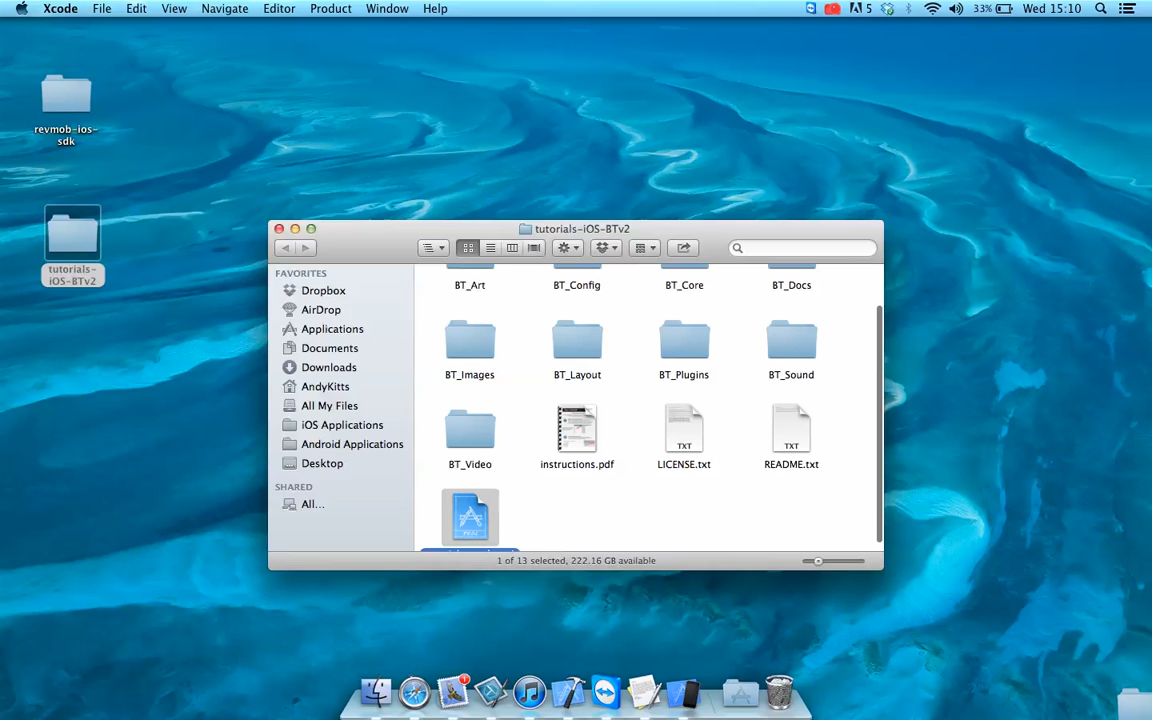 Xcode File Edit View Navigate Editor Product Window Help 5 33% Wed 15:10
revmob-ios-
sdk
tutorials-
iOS-BTv2
tutorials-iOS-BTv2
FAVORITES
Dropbox
AirDrop
Applications
Documents
Downloads
AndyKitts
All My Files
iOS Applications
Android Applications
Desktop
SHARED
All...
BT_Art BT_Config BT_Core BT_Docs
BT_Images BT_Layout BT_Plugins BT_Sound
TXT TXT
BT_Video instructions.pdf LICENSE.txt README.txt
1 of 13 selected, 222.16 GB available
1